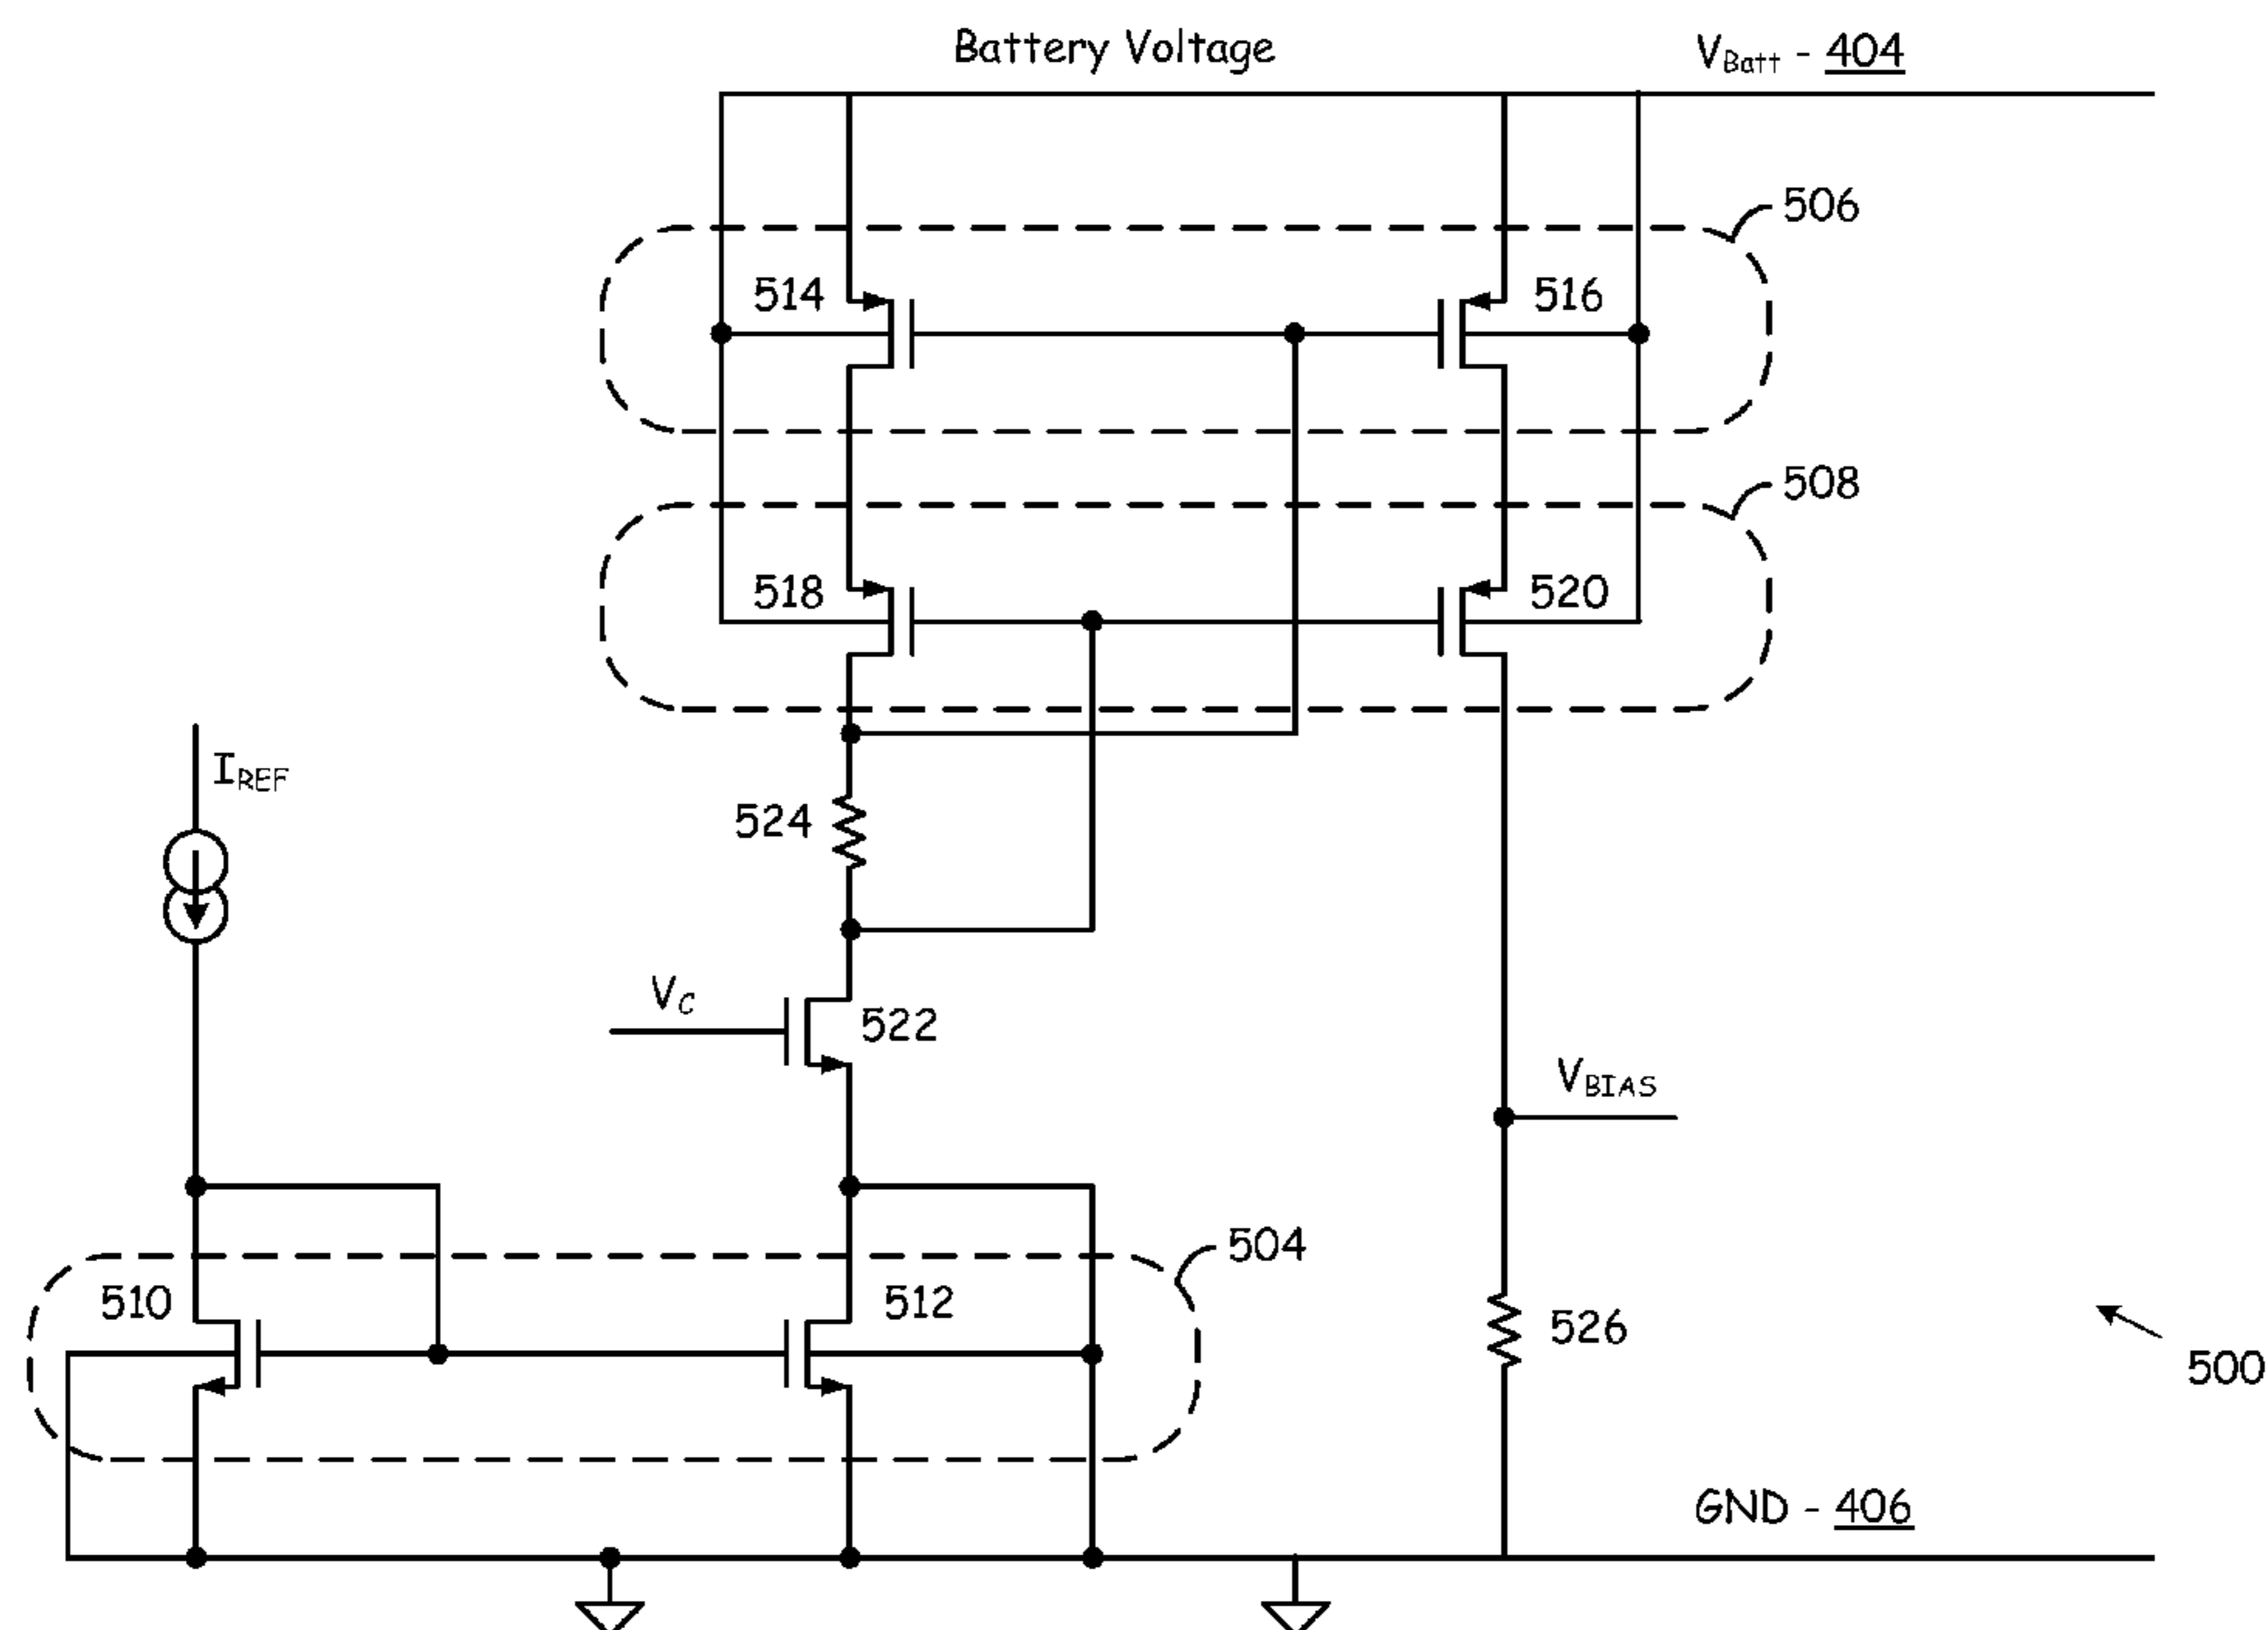 Battery Voltage
VBatt - 404
506
514
516
508
518
520
IREF
524
VC
522
VBIAS
504
510
512
526
500
GND - 406